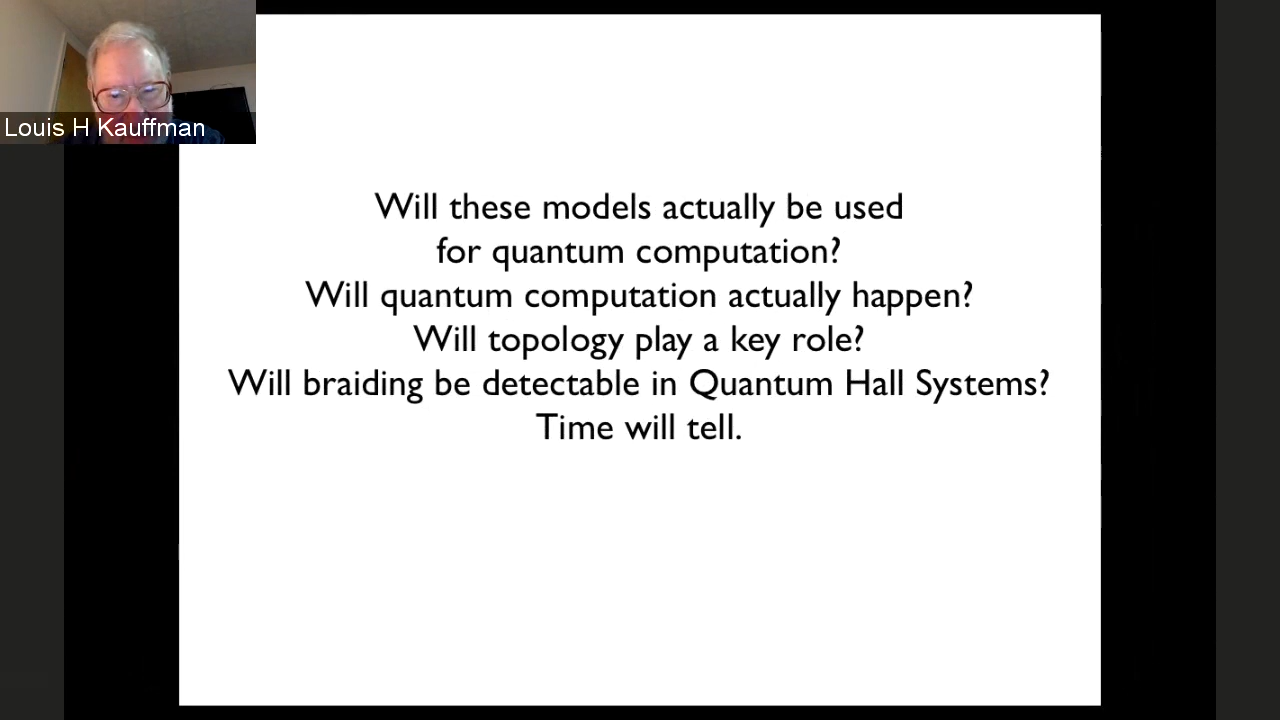 Louis H Kauffman
Will these models actually be used
for quantum computation?
Will quantum computation actually happen?
Will topology play a key role?
Will braiding be detectable in Quantum Hall Systems?
Time will tell.